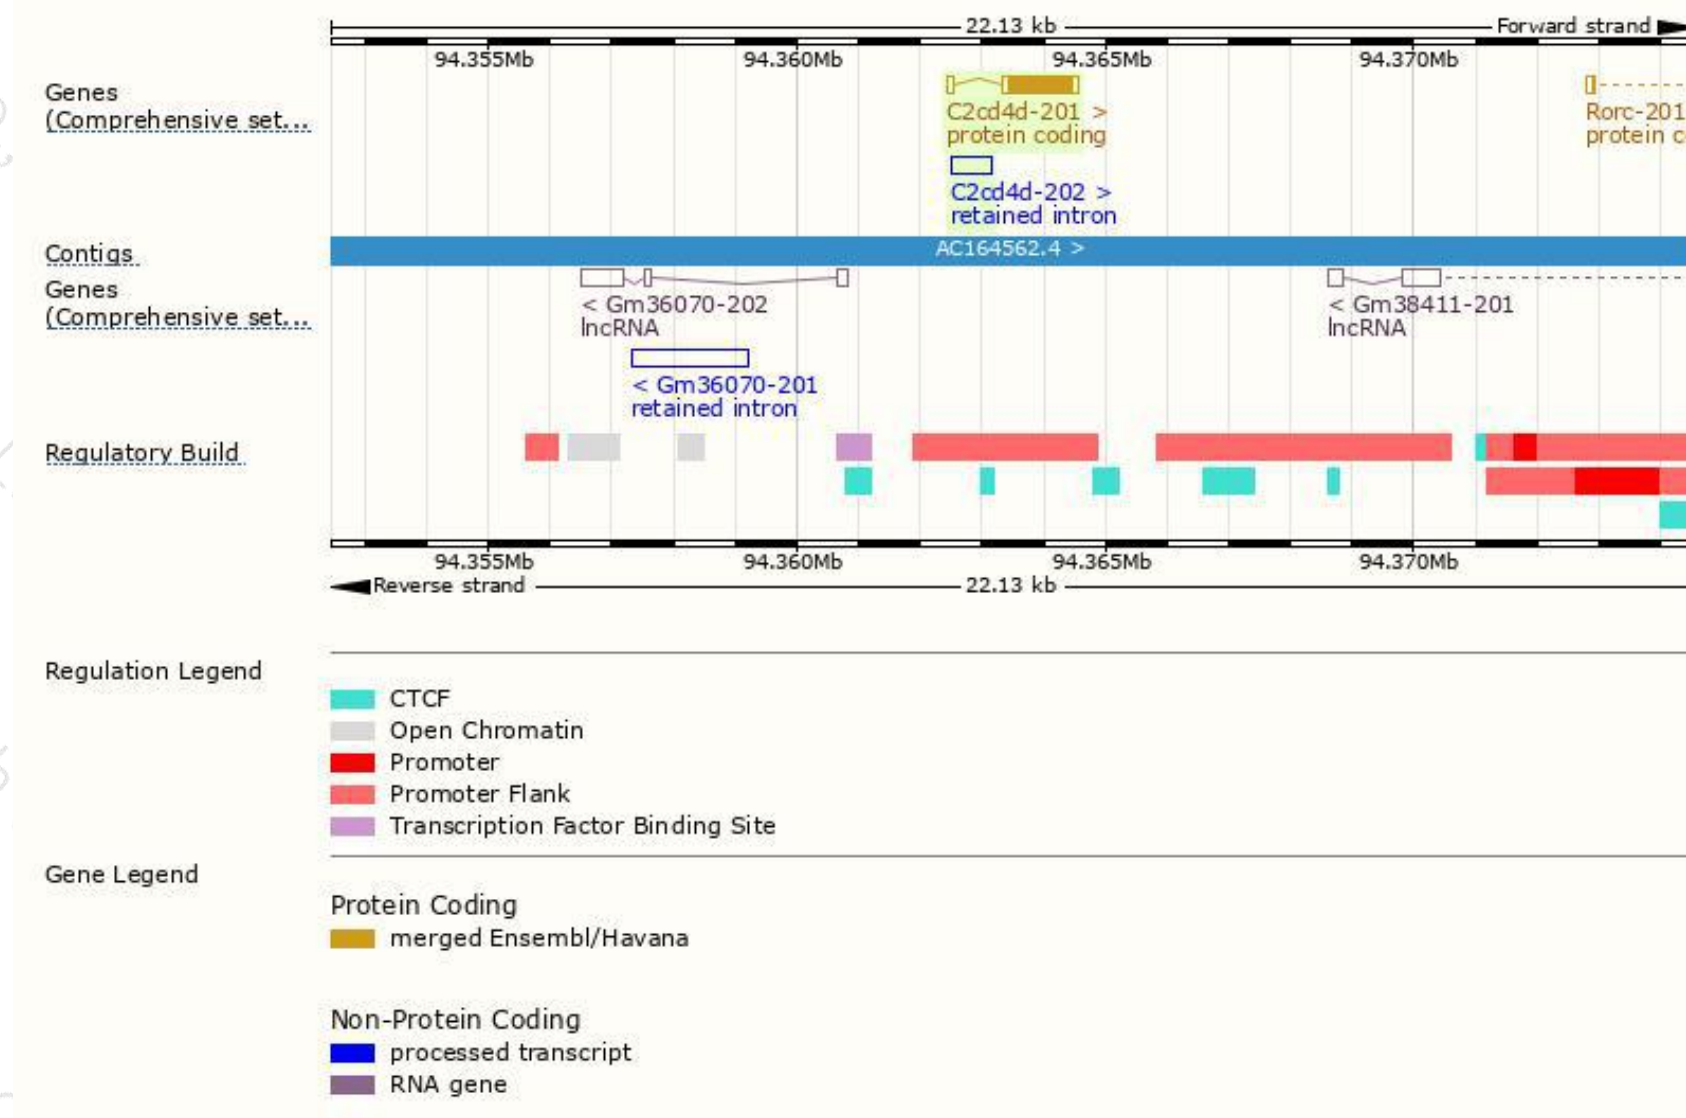 22.13 kb
Forward strand
94.355Mb 94.360Mb 94.365Mb 94.370Mb
Genes
(Comprehensive set...
C2cd4d-201 >
protein coding
Rorc-201
protein c
C2cd4d-202 >
retained intron
Contigs
AC164562.4 >
Genes
(Comprehensive set...
< Gm36070-202
lncRNA
< Gm38411-201
lncRNA
< Gm36070-201
retained intron
Regulatory Build
94.355Mb 94.360Mb 94.365Mb 94.370Mb
Reverse strand
22.13 kb
Regulation Legend
CTCF
Open Chromatin
Promoter
Promoter Flank
Transcription Factor Binding Site
Gene Legend
Protein Coding
merged Ensembl/Havana
Non-Protein Coding
processed transcript
RNA gene